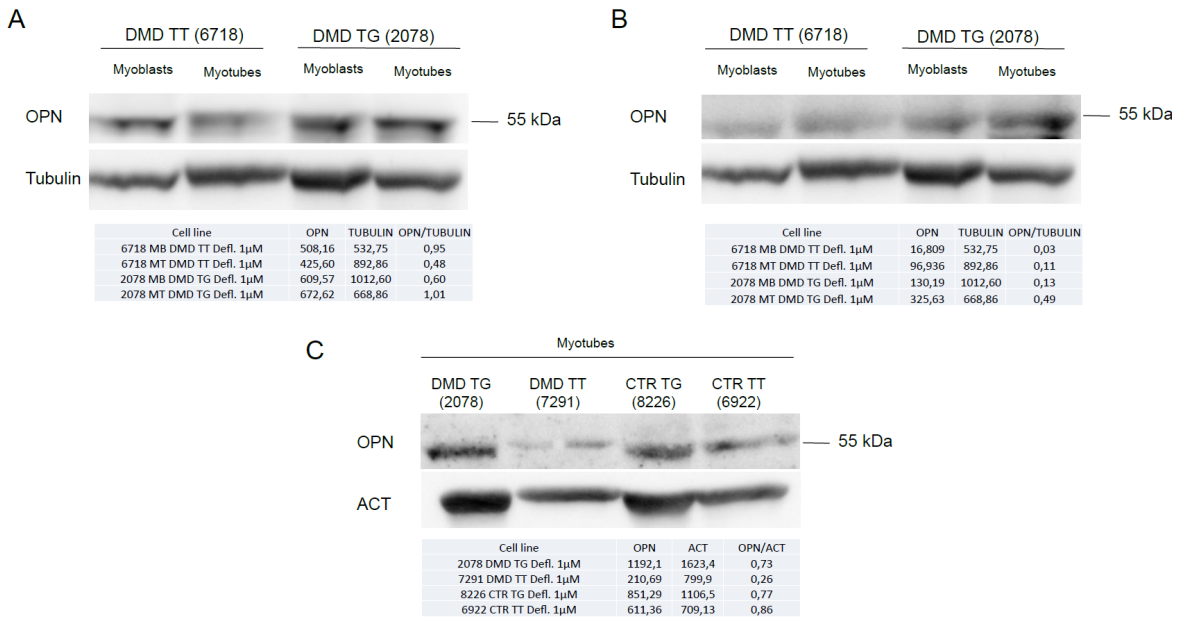 A
DMD TT (6718) DMD TG (2078)
Myoblasts Myotubes Myoblasts Myotubes
OPN 55 kDa
Tubulin
Cell line OPN TUBULIN OPN/TUBULIN
6718 MB DMD TT Defl. 1µM 508,16 532,75 0,95
6718 MT DMD TT Defl. 1µM 425,60 892,86 0,48
2078 MB DMD TG Defl. 1µM 609,57 1012,60 0,60
2078 MT DMD TG Defl. 1µM 672,62 668,86 1,01
B
DMD TT (6718) DMD TG (2078)
Myoblasts Myotubes Myoblasts Myotubes
OPN 55 kDa
Tubulin
Cell line OPN TUBULIN OPN/TUBULIN
6718 MB DMD TT Defl. 1µM 16,809 532,75 0,03
6718 MT DMD TT Defl. 1µM 96,936 892,86 0,11
2078 MB DMD TG Defl. 1µM 130,19 1012,60 0,13
2078 MT DMD TG Defl. 1µM 325,63 668,86 0,49
C
Myotubes
DMD TG DMD TT CTR TG CTR TT
(2078) (7291) (8226) (6922)
OPN 55 kDa
ACT
Cell line OPN ACT OPN/ACT
2078 DMD TG Defl. 1µM 1192,1 1623,4 0,73
7291 DMD TT Defl. 1µM 210,69 799,9 0,26
8226 CTR TG Defl. 1µM 851,29 1106,5 0,77
6922 CTR TT Defl. 1µM 611,36 709,13 0,86